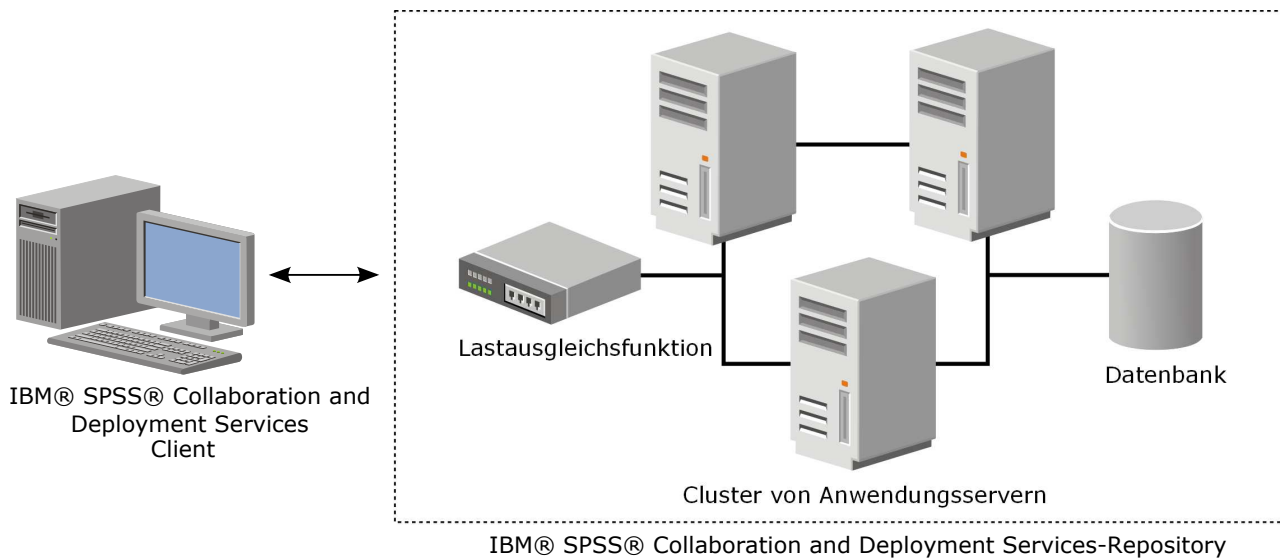 IBM® SPSS® Collaboration and
Deployment Services
Client
Lastausgleichsfunktion
Cluster von Anwendungsservern
Datenbank
IBM® SPSS® Collaboration and Deployment Services-Repository